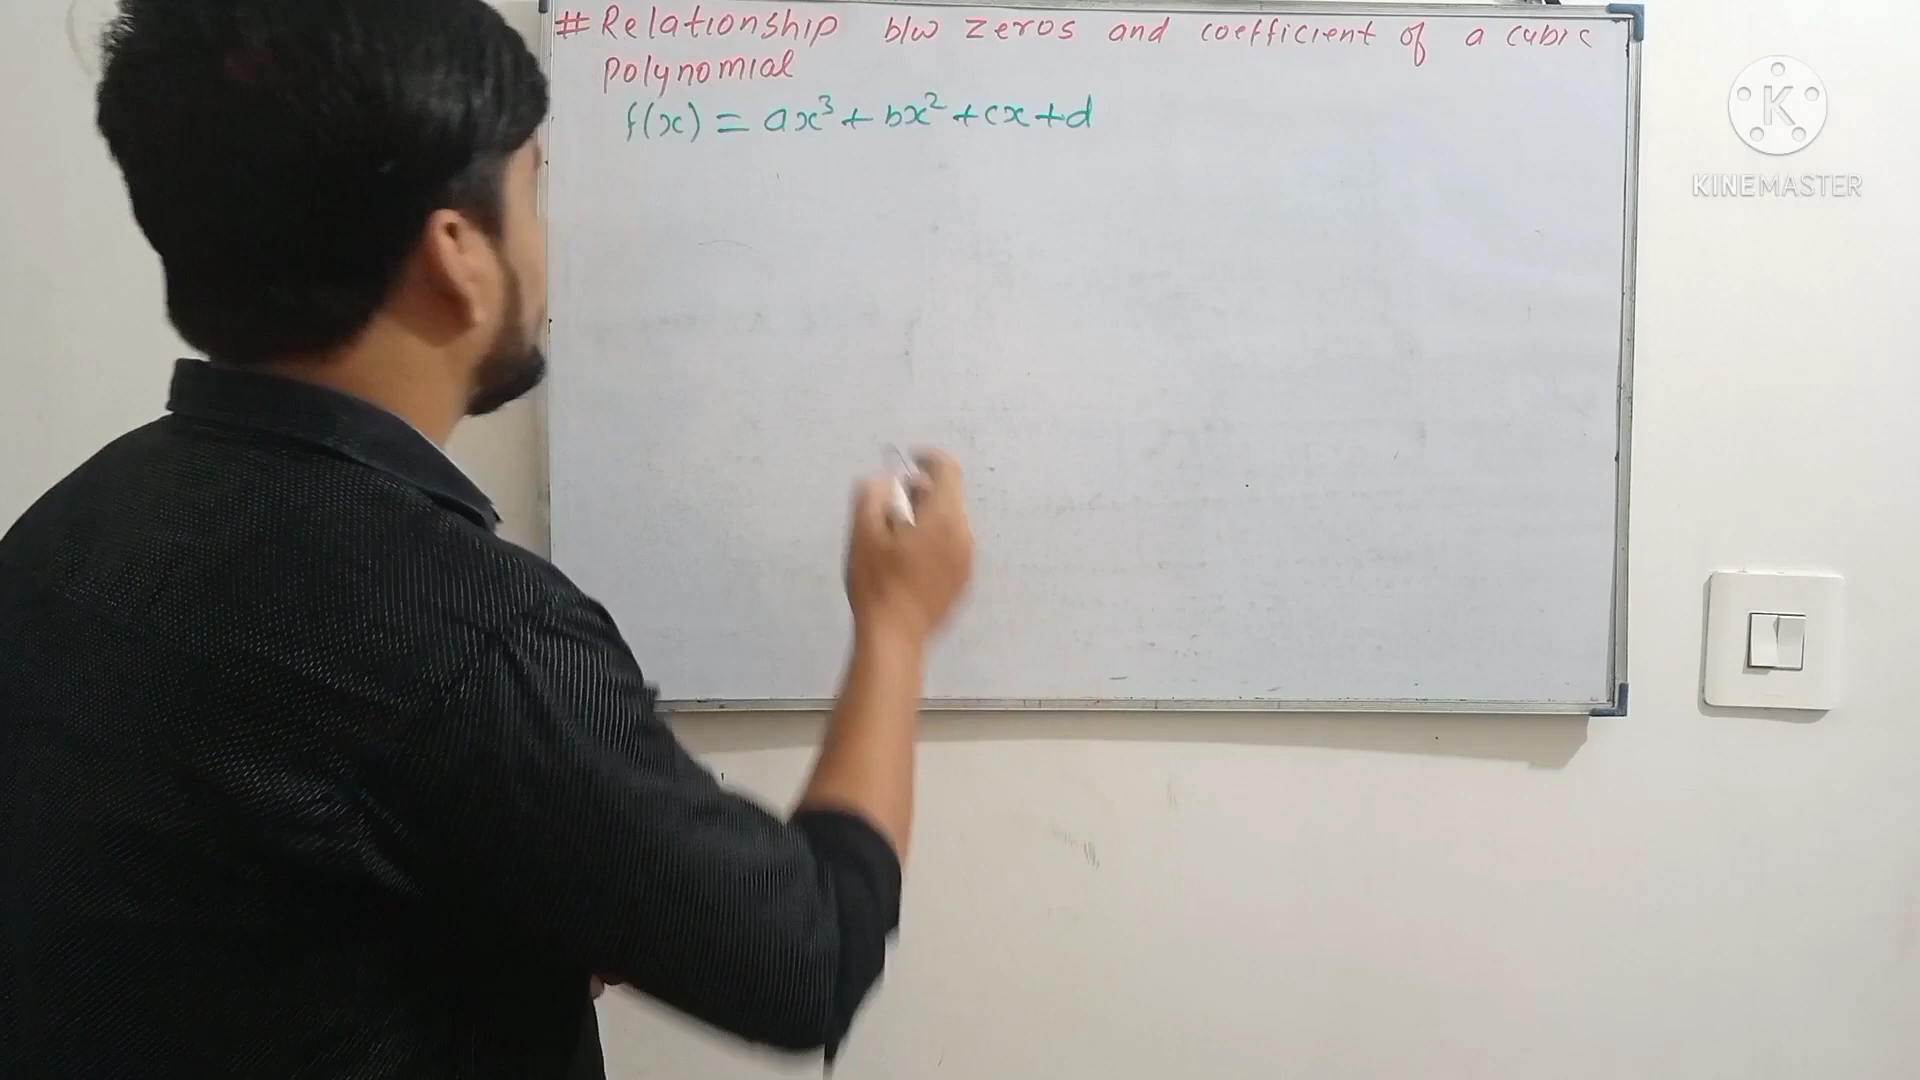 # Relationship b/w zeros and coefficient of a cubic
polynomial
f(x) = ax³ + bx² + cx + d
K
KINEMASTER